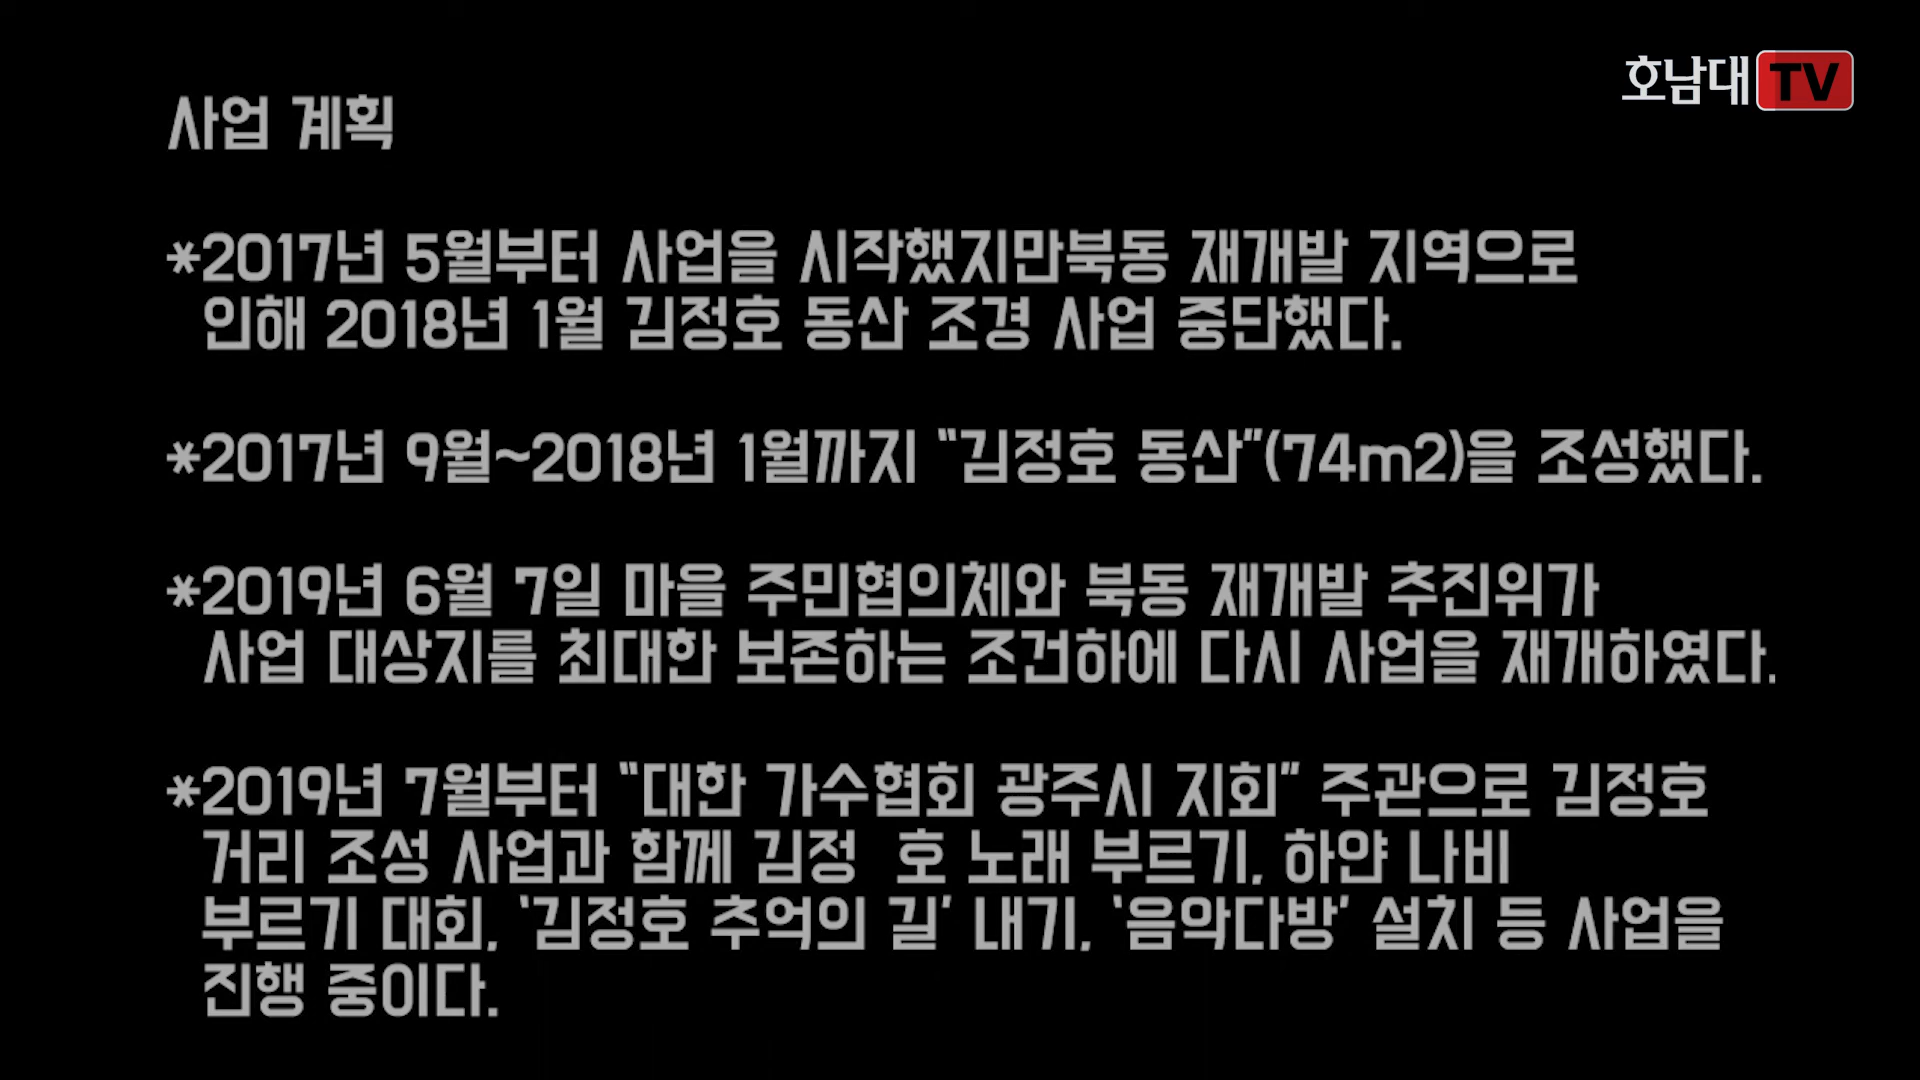 호남대 TV
사업 계획
*2017년 5월부터 사업을 시작했지만북동 재개발 지역으로
인해 2018년 1월 김정호 동산 조경 사업 중단했다.
*2017년 9월~2018년 1월까지 "김정호 동산"(74m2)을 조성했다.
*2019년 6월 7일 마을 주민협의체와 북동 재개발 추진위가
사업 대상지를 최대한 보존하는 조건하에 다시 사업을 재개하였다.
*2019년 7월부터 "대한 가수협회 광주시 지회" 주관으로 김정호
거리 조성 사업과 함께 김정  호 노래 부르기, 하얀 나비
부르기 대회, '김정호 추억의 길' 내기, '음악다방' 설치 등 사업을
진행 중이다.